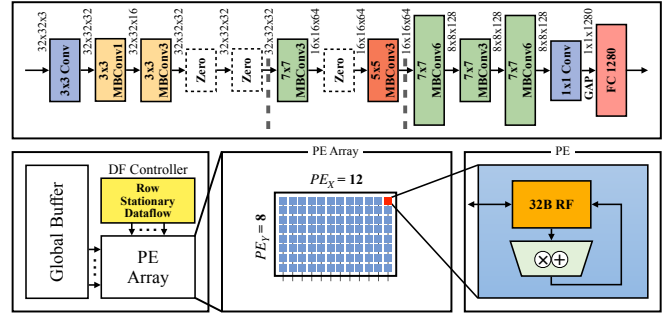 32x32x3
3x3 Conv
32x32x32
3x3
MBConv1
32x32x16
3x3
MBConv3
32x32x32
Zero
32x32x32
Zero
32x32x32
7x7
MBConv3
16x16x64
Zero
16x16x64
5x5
MBConv3
16x16x64
7x7
MBConv6
8x8x128
7x7
MBConv3
8x8x128
7x7
MBConv6
8x8x128
1x1 Conv
GAP
1x1x1280
FC 1280
Global Buffer
DF Controller
Row
Stationary
Dataflow
PE
Array
PE Array
PE_X = 12
PE_Y = 8
PE
32B RF
×+